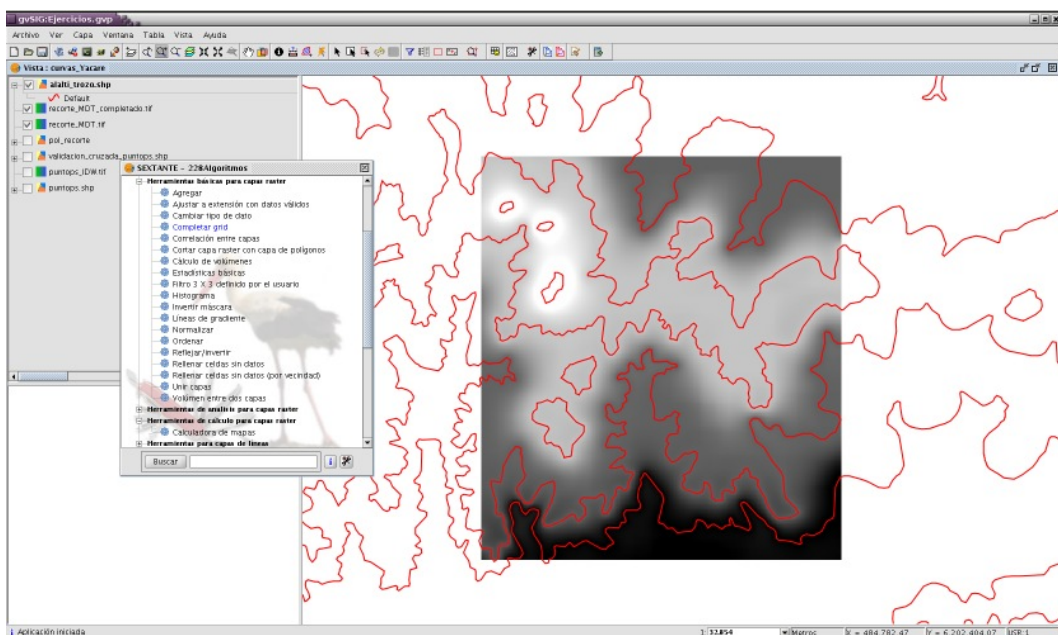 gvSIG:Ejercicios.gvp
Archivo Ver Capa Ventana Tabla Vista Ayuda
Vista : curvas_Yacare
alalti_trozo.shp
Default
recorte_MDT_completado.tif
recorte_MDT.tif
pol_recorte
validacion_cruzada_puntops.shp
puntops_IDW.tif
puntops.shp
SEXTANTE - 228Algoritmos
Herramientas básicas para capas raster
Agregar
Ajustar a extensión con datos válidos
Cambiar tipo de dato
Completar grid
Correlación entre capas
Cortar capa raster con capa de polígonos
Cálculo de volúmenes
Estadísticas básicas
Filtro 3 X 3 definido por el usuario
Histograma
Invertir máscara
Líneas de gradiente
Normalizar
Ordenar
Reflejar/invertir
Rellenar celdas sin datos
Rellenar celdas sin datos (por vecindad)
Unir capas
Volúmen entre dos capas
Herramientas de análisis para capas raster
Herramientas de cálculo para capas raster
Calculadora de mapas
Herramientas para capas de líneas
Buscar
Aplicación iniciada
1: 32.054 Metros X = 484.782,47 Y = 6.202.404,07